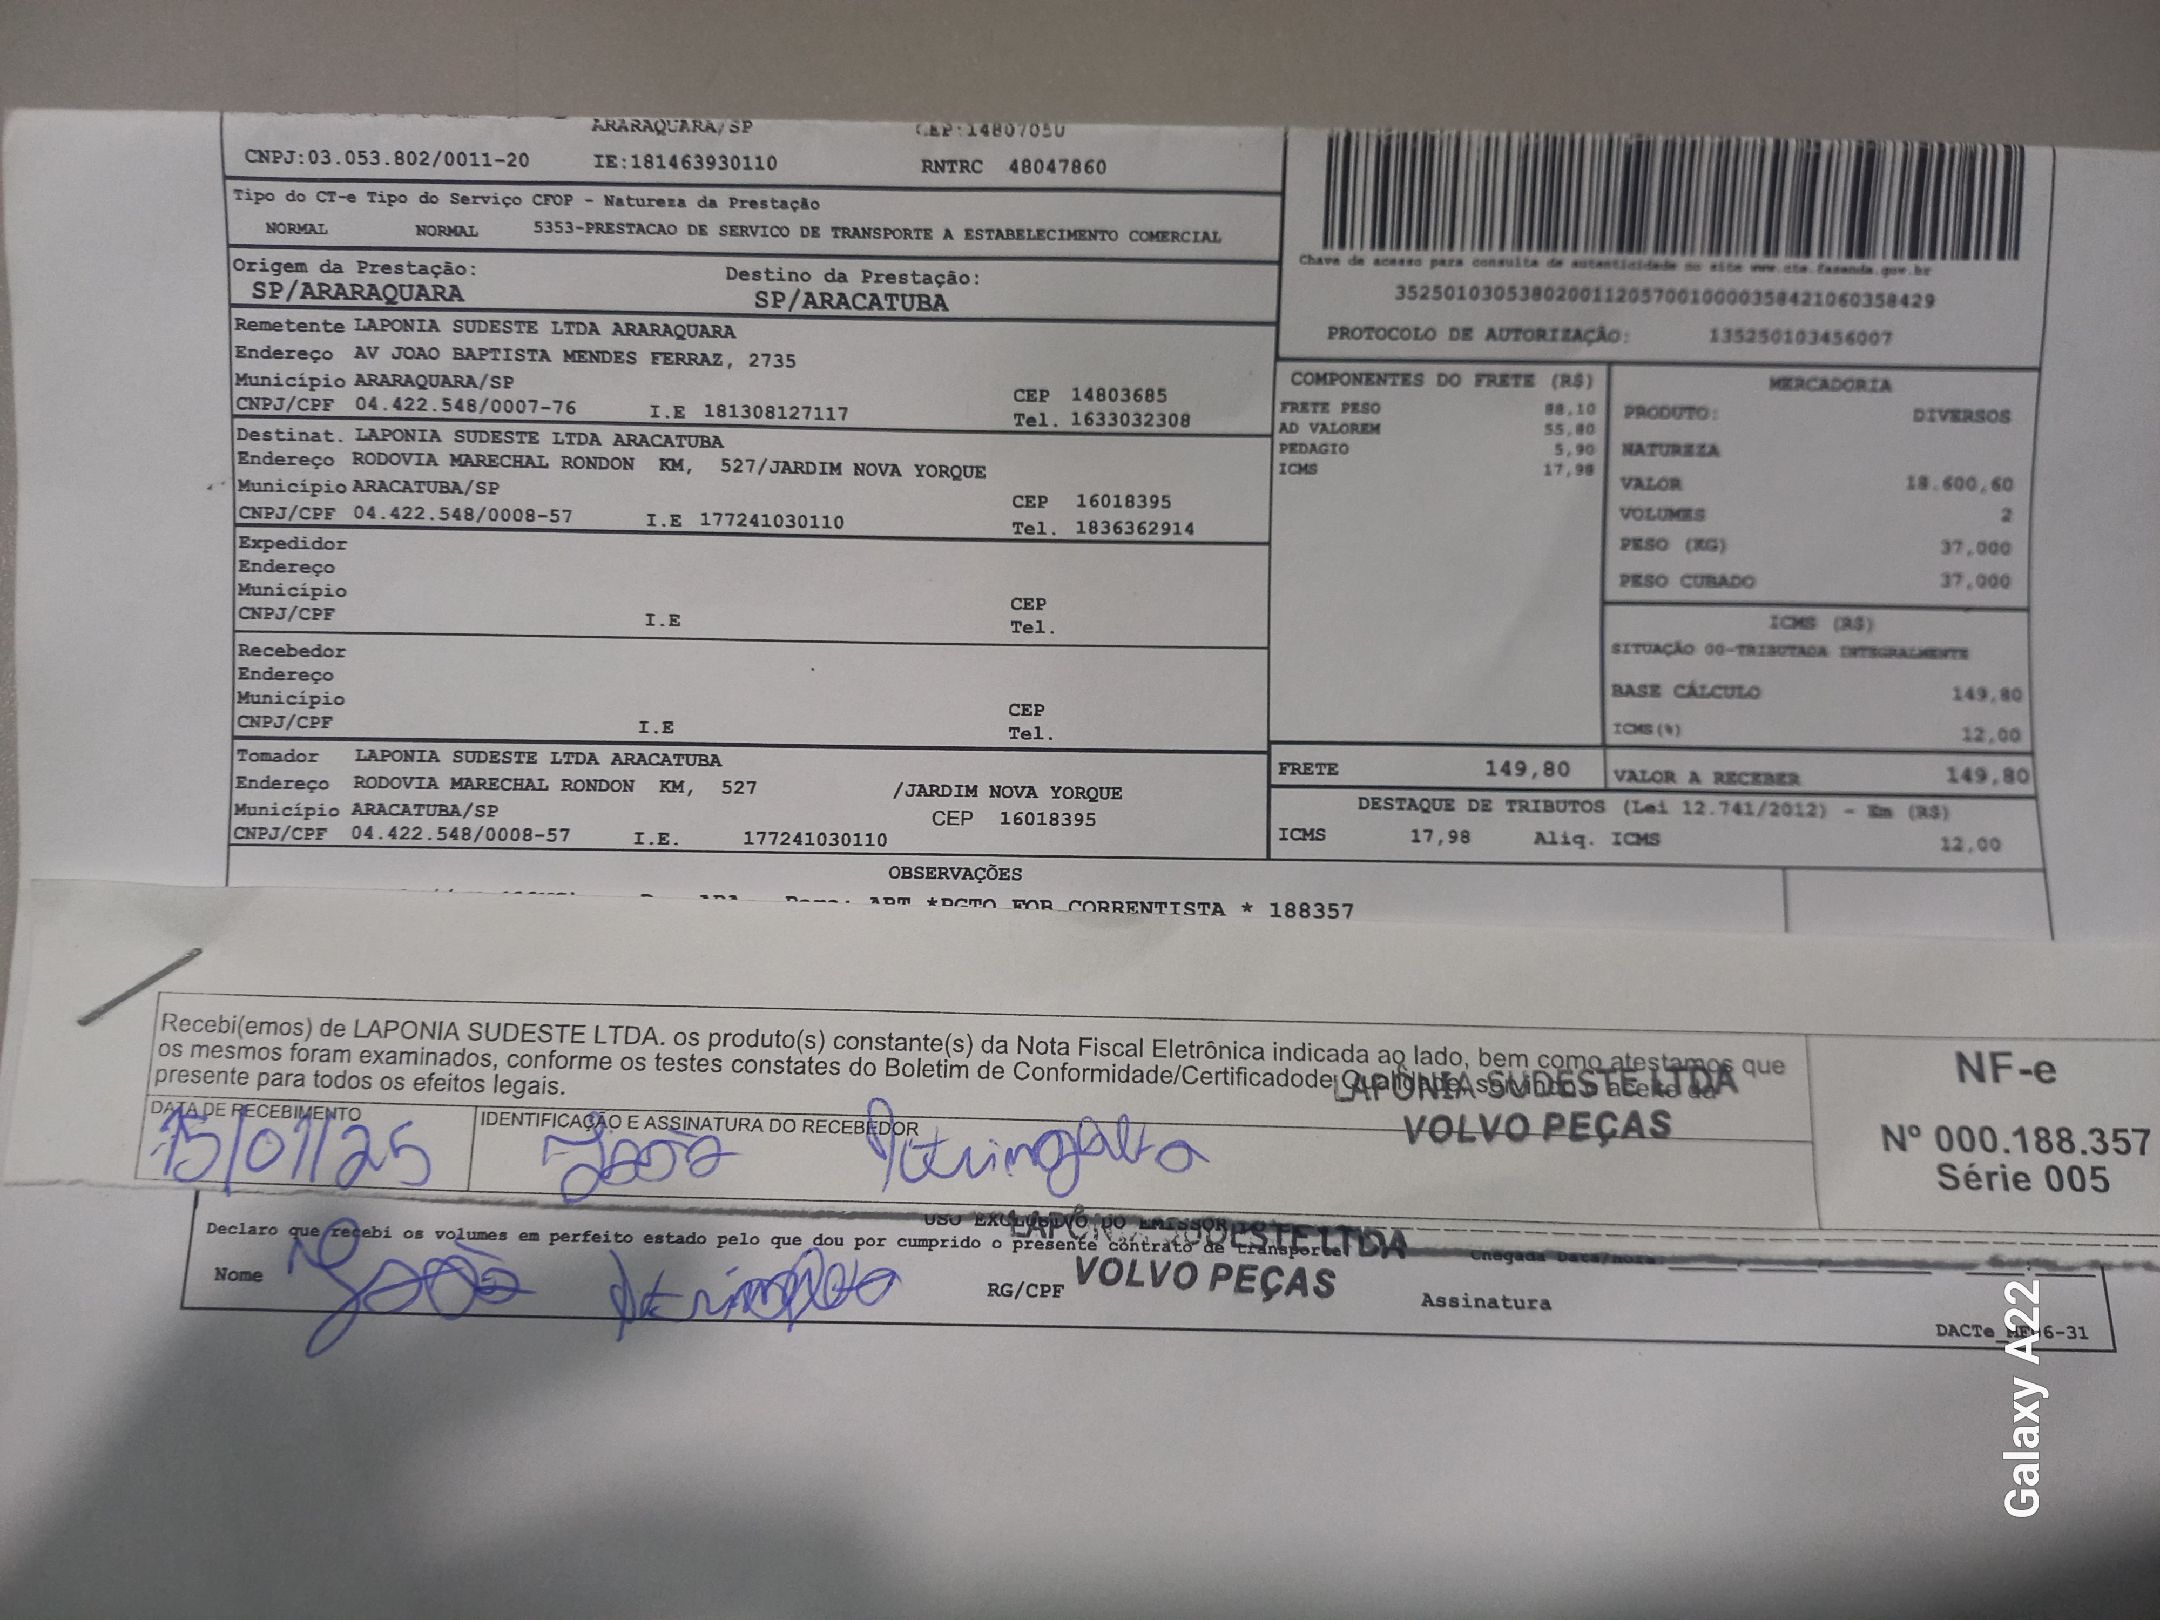 ARARAQUARA/SP CEP:14807050
CNPJ:03.053.802/0011-20 IE:181463930110 RNTRC 48047860
Tipo do CT-e Tipo do Serviço CFOP - Natureza da Prestação
NORMAL NORMAL 5353-PRESTACAO DE SERVICO DE TRANSPORTE A ESTABELECIMENTO COMERCIAL
Origem da Prestação: Destino da Prestação:
SP/ARARAQUARA SP/ARACATUBA
Remetente LAPONIA SUDESTE LTDA ARARAQUARA
Endereço AV JOAO BAPTISTA MENDES FERRAZ, 2735
Município ARARAQUARA/SP CEP 14803685
CNPJ/CPF 04.422.548/0007-76 I.E 181308127117 Tel. 1633032308
Destinat. LAPONIA SUDESTE LTDA ARACATUBA
Endereço RODOVIA MARECHAL RONDON KM, 527/JARDIM NOVA YORQUE
Município ARACATUBA/SP CEP 16018395
CNPJ/CPF 04.422.548/0008-57 I.E 177241030110 Tel. 1836362914
Expedidor
Endereço
Município CEP
CNPJ/CPF I.E Tel.
Recebedor
Endereço
Município CEP
CNPJ/CPF I.E Tel.
Tomador LAPONIA SUDESTE LTDA ARACATUBA
Endereço RODOVIA MARECHAL RONDON KM, 527 /JARDIM NOVA YORQUE
Município ARACATUBA/SP CEP 16018395
CNPJ/CPF 04.422.548/0008-57 I.E. 177241030110
Chave de acesso para consulta de autenticidade no site www.cte.fazenda.gov.br
35250103053802001120570010000358421060358429
PROTOCOLO DE AUTORIZAÇÃO: 135250103456007
COMPONENTES DO FRETE (R$)
FRETE PESO 88,10
AD VALOREM 55,80
PEDAGIO 5,90
ICMS 17,98
MERCADORIA
PRODUTO: DIVERSOS
NATUREZA
VALOR 18.600,60
VOLUMES 2
PESO (KG) 37,000
PESO CUBADO 37,000
ICMS (R$)
SITUAÇÃO 00-TRIBUTADA INTEGRALMENTE
BASE CÁLCULO 149,80
ICMS(%) 12,00
FRETE 149,80 VALOR A RECEBER 149,80
DESTAQUE DE TRIBUTOS (Lei 12.741/2012) - Em (R$)
ICMS 17,98 Aliq. ICMS 12,00
OBSERVAÇÕES
*PGTO FOB CORRENTISTA * 188357
Recebi(emos) de LAPONIA SUDESTE LTDA. os produto(s) constante(s) da Nota Fiscal Eletrônica indicada ao lado, bem como atestamos que
os mesmos foram examinados, conforme os testes constates do Boletim de Conformidade/Certificadode Qualidade, servindo o aceito da
presente para todos os efeitos legais.
LAPONIA SUDESTE LTDA
VOLVO PEÇAS
DATA DE RECEBIMENTO IDENTIFICAÇÃO E ASSINATURA DO RECEBEDOR
15/01/25 João
NF-e
Nº 000.188.357
Série 005
USO EXCLUSIVO DO EMISSOR
Declaro que recebi os volumes em perfeito estado pelo que dou por cumprido o presente contrato de transporte
LAPONIA SUDESTE LTDA
VOLVO PEÇAS
Chegada Data/hora:
Nome João RG/CPF Assinatura
DACTe
6-31
Galaxy A22